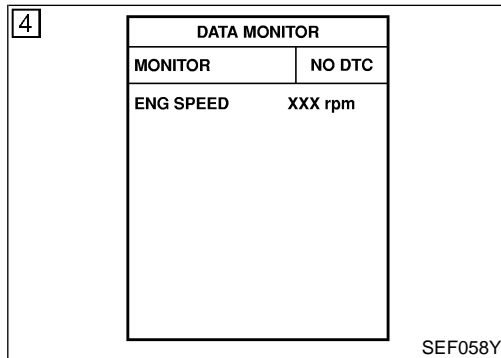 4
DATA MONITOR
MONITOR NO DTC
ENG SPEED XXX rpm
SEF058Y